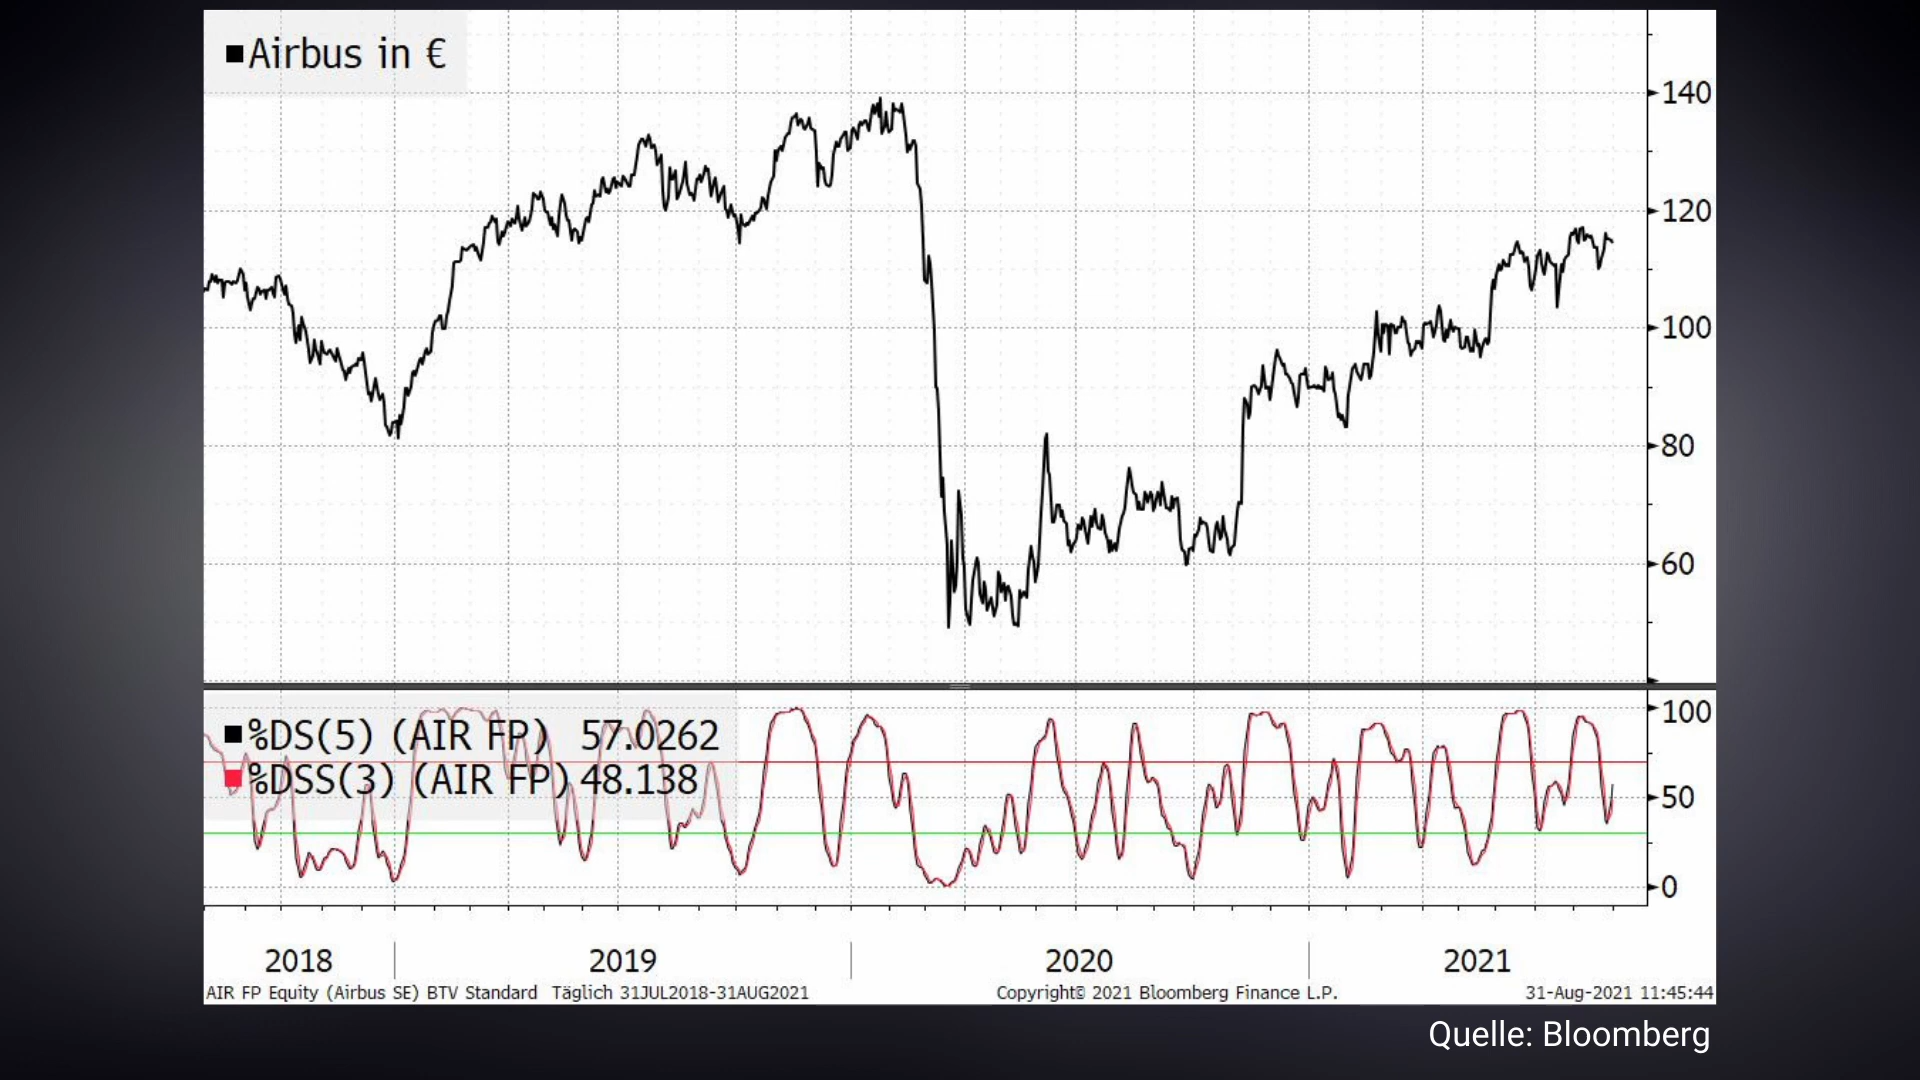 Airbus in €
140
120
100
80
60
%DS(5) (AIR FP) 57.0262
%DSS(3) (AIR FP) 48.138
100
50
0
2018 2019 2020 2021
AIR FP Equity (Airbus SE) BTV Standard Täglich 31JUL2018-31AUG2021 Copyright© 2021 Bloomberg Finance L.P. 31-Aug-2021 11:45:44
Quelle: Bloomberg